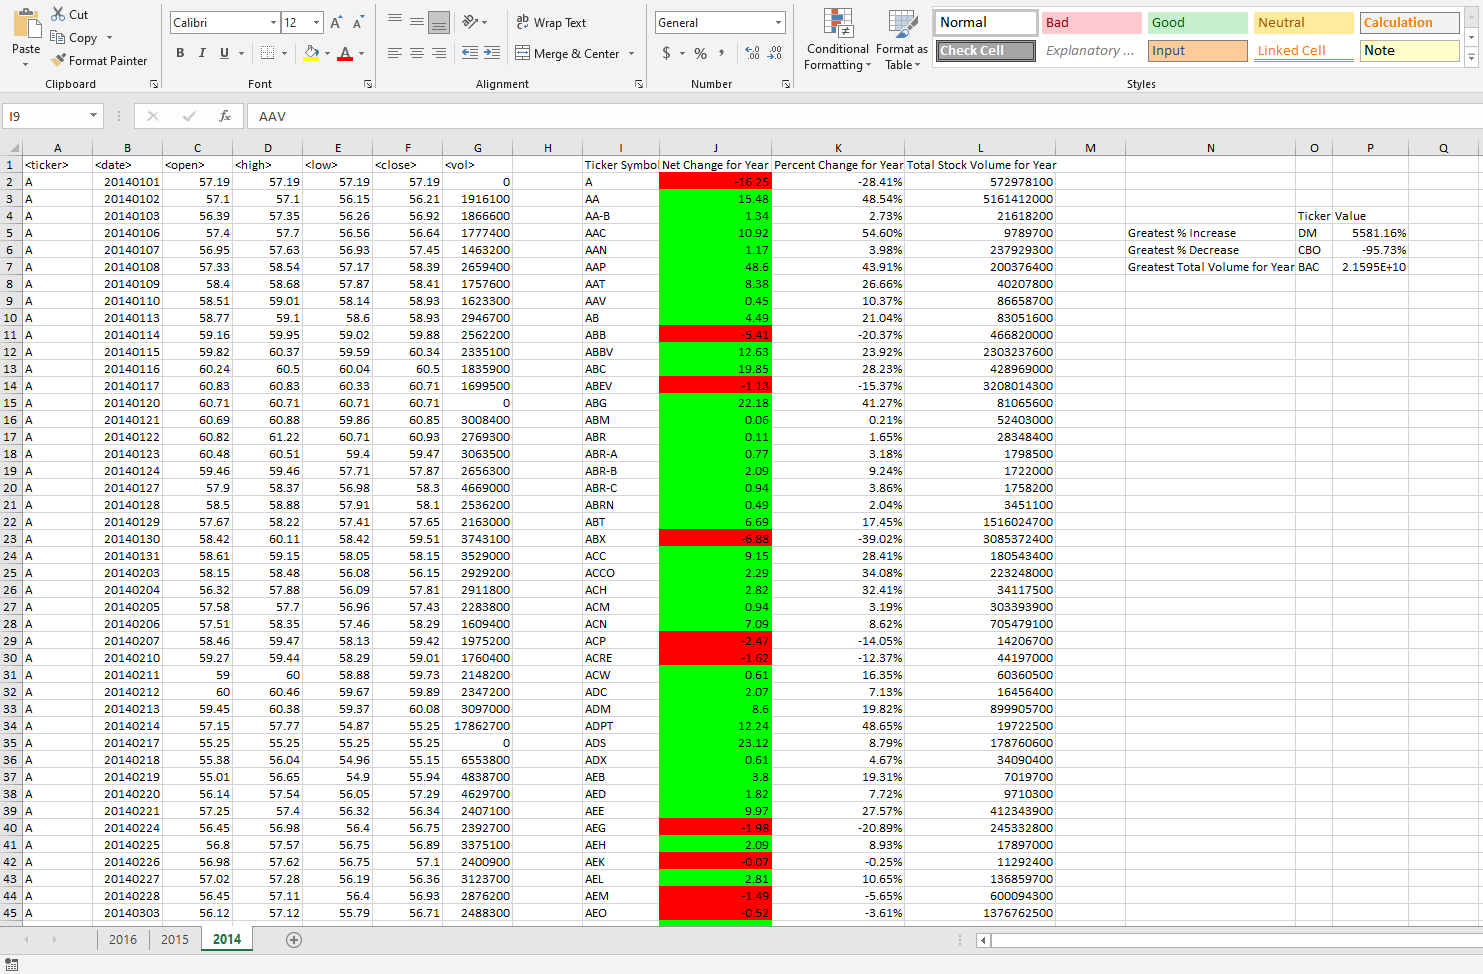 Paste
Cut
Copy
Format Painter
Clipboard
Calibri 12 A A
B I U A
Font
ab Wrap Text
Merge & Center
Alignment
General
$ % , .0 .00 .00 .0
Number
Conditional Formatting
Format as Table
Normal Bad Good Neutral Calculation
Check Cell Explanatory ... Input Linked Cell Note
Styles
I9 fx AAV
A B C D E F G H I J K L M N O P Q
1 <ticker> <date> <open> <high> <low> <close> <vol> Ticker Symbol Net Change for Year Percent Change for Year Total Stock Volume for Year
2 A 20140101 57.19 57.19 57.19 57.19 0 A -16.25 -28.41% 572978100
3 A 20140102 57.1 57.1 56.15 56.21 1916100 AA 15.48 48.54% 5161412000
4 A 20140103 56.39 57.35 56.26 56.92 1866600 AA-B 1.34 2.73% 21618200 Ticker Value
5 A 20140106 57.4 57.7 56.56 56.64 1777400 AAC 10.92 54.60% 9789700 Greatest % Increase DM 5581.16%
6 A 20140107 56.95 57.63 56.93 57.45 1463200 AAN 1.17 3.98% 237929300 Greatest % Decrease CBO -95.73%
7 A 20140108 57.33 58.54 57.17 58.39 2659400 AAP 48.6 43.91% 200376400 Greatest Total Volume for Year BAC 2.1595E+10
8 A 20140109 58.4 58.68 57.87 58.41 1757600 AAT 8.38 26.66% 40207800
9 A 20140110 58.51 59.01 58.14 58.93 1623300 AAV 0.45 10.37% 86658700
10 A 20140113 58.77 59.1 58.6 58.93 2946700 AB 4.49 21.04% 83051600
11 A 20140114 59.16 59.95 59.02 59.88 2562200 ABB -5.41 -20.37% 466820000
12 A 20140115 59.82 60.37 59.59 60.34 2335100 ABBV 12.63 23.92% 2303237600
13 A 20140116 60.24 60.5 60.04 60.5 1835900 ABC 19.85 28.23% 428969000
14 A 20140117 60.83 60.83 60.33 60.71 1699500 ABEV -1.13 -15.37% 3208014300
15 A 20140120 60.71 60.71 60.71 60.71 0 ABG 22.18 41.27% 81065600
16 A 20140121 60.69 60.88 59.86 60.85 3008400 ABM 0.06 0.21% 52403000
17 A 20140122 60.82 61.22 60.71 60.93 2769300 ABR 0.11 1.65% 28348400
18 A 20140123 60.48 60.51 59.4 59.47 3063500 ABR-A 0.77 3.18% 1798500
19 A 20140124 59.46 59.46 57.71 57.87 2656300 ABR-B 2.09 9.24% 1722000
20 A 20140127 57.9 58.37 56.98 58.3 4669000 ABR-C 0.94 3.86% 1758200
21 A 20140128 58.5 58.88 57.91 58.1 2536200 ABRN 0.49 2.04% 3451100
22 A 20140129 57.67 58.22 57.41 57.65 2163000 ABT 6.69 17.45% 1516024700
23 A 20140130 58.42 60.11 58.42 59.51 3743100 ABX -6.88 -39.02% 3085372400
24 A 20140131 58.61 59.15 58.05 58.15 3529000 ACC 9.15 28.41% 180543400
25 A 20140203 58.15 58.48 56.08 56.15 2929200 ACCO 2.29 34.08% 223248000
26 A 20140204 56.32 57.88 56.09 57.81 2911800 ACH 2.82 32.41% 34117500
27 A 20140205 57.58 57.7 56.96 57.43 2283800 ACM 0.94 3.19% 303393900
28 A 20140206 57.51 58.35 57.46 58.29 1609400 ACN 7.09 8.62% 705479100
29 A 20140207 58.46 59.47 58.13 59.42 1975200 ACP -2.47 -14.05% 14206700
30 A 20140210 59.27 59.44 58.29 59.01 1760400 ACRE -1.62 -12.37% 44197000
31 A 20140211 59 60 58.88 59.73 2148200 ACW 0.61 16.35% 60360500
32 A 20140212 60 60.46 59.67 59.89 2347200 ADC 2.07 7.13% 16456400
33 A 20140213 59.45 60.38 59.37 60.08 3097000 ADM 8.6 19.82% 899905700
34 A 20140214 57.15 57.77 54.87 55.25 17862700 ADPT 12.24 48.65% 19722500
35 A 20140217 55.25 55.25 55.25 55.25 0 ADS 23.12 8.79% 178760600
36 A 20140218 55.38 56.04 54.96 55.15 6553800 ADX 0.61 4.67% 34090400
37 A 20140219 55.01 56.65 54.9 55.94 4838700 AEB 3.8 19.31% 7019700
38 A 20140220 56.14 57.54 56.05 57.29 4629700 AED 1.82 7.72% 9710300
39 A 20140221 57.25 57.4 56.32 56.34 2407100 AEE 9.97 27.57% 412343900
40 A 20140224 56.45 56.98 56.4 56.75 2392700 AEG -1.98 -20.89% 245332800
41 A 20140225 56.8 57.57 56.75 56.89 3375100 AEH 2.09 8.93% 17897000
42 A 20140226 56.98 57.62 56.75 57.1 2400900 AEK -0.07 -0.25% 11292400
43 A 20140227 57.02 57.28 56.19 56.36 3123700 AEL 2.81 10.65% 136859700
44 A 20140228 56.45 57.11 56.4 56.93 2876200 AEM -1.49 -5.65% 600094300
45 A 20140303 56.12 57.12 55.79 56.71 2488300 AEO -0.52 -3.61% 1376762500
2016 2015 2014